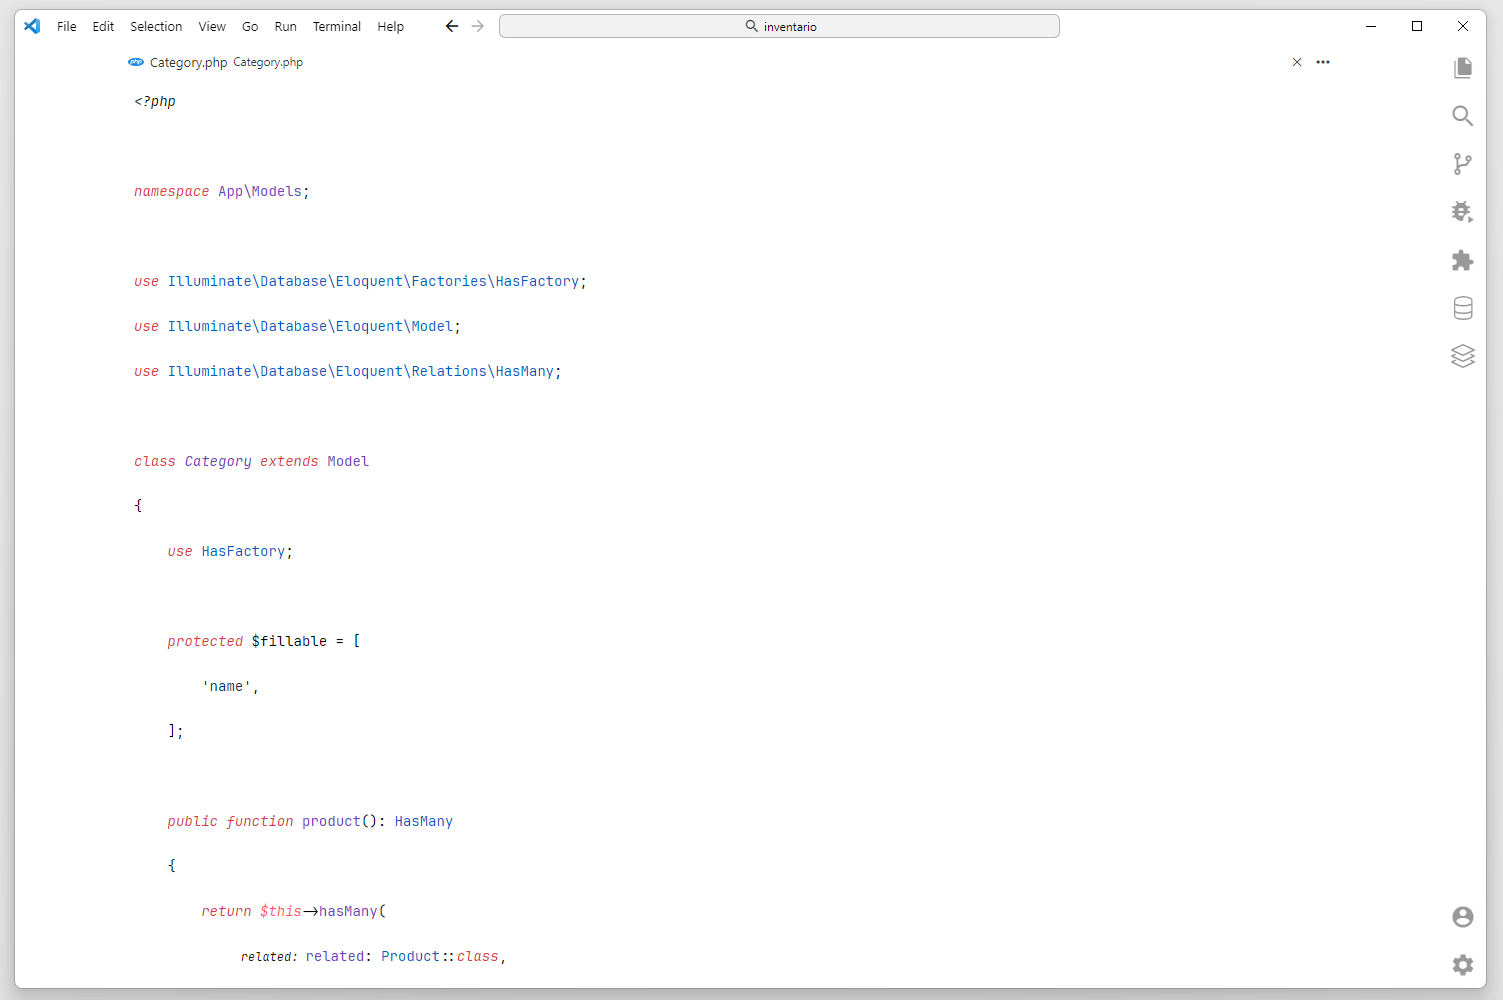 File Edit Selection View Go Run Terminal Help inventario
php Category.php Category.php
<?php
namespace App\Models;
use Illuminate\Database\Eloquent\Factories\HasFactory;
use Illuminate\Database\Eloquent\Model;
use Illuminate\Database\Eloquent\Relations\HasMany;
class Category extends Model
{
    use HasFactory;
    protected $fillable = [
        'name',
    ];
    public function product(): HasMany
    {
        return $this->hasMany(
            related: related: Product::class,